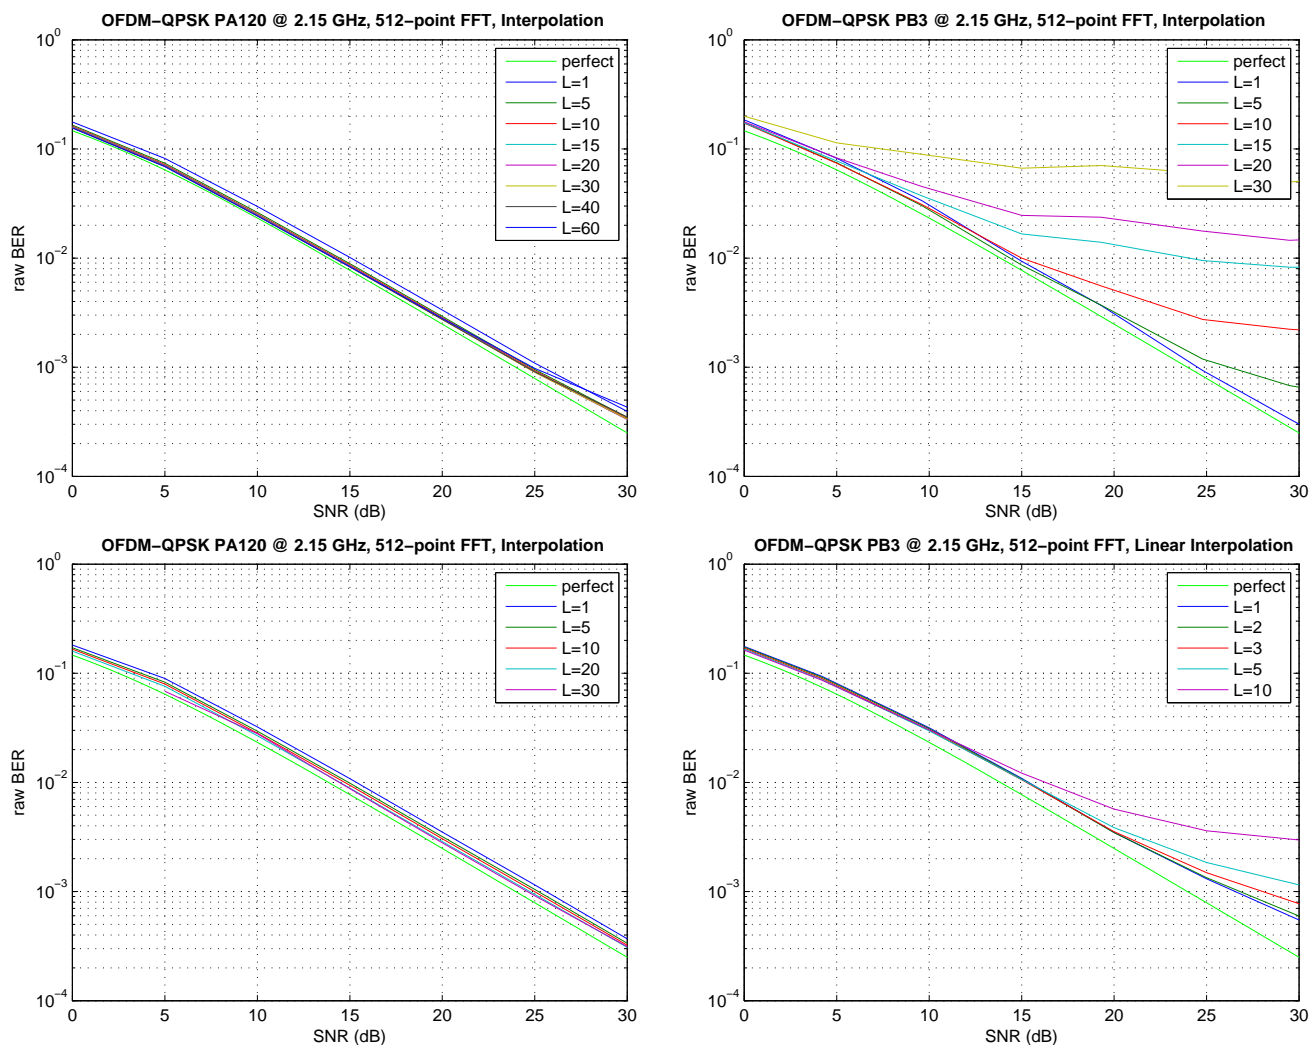 OFDM−QPSK PA120 @ 2.15 GHz, 512−point FFT, Interpolation
10^0
10^−1
10^−2
10^−3
10^−4
raw BER
perfect
L=1
L=5
L=10
L=15
L=20
L=30
L=40
L=60
0 5 10 15 20 25 30
SNR (dB)
OFDM−QPSK PB3 @ 2.15 GHz, 512−point FFT, Interpolation
10^0
10^−1
10^−2
10^−3
10^−4
raw BER
perfect
L=1
L=5
L=10
L=15
L=20
L=30
0 5 10 15 20 25 30
SNR (dB)
OFDM−QPSK PA120 @ 2.15 GHz, 512−point FFT, Interpolation
10^0
10^−1
10^−2
10^−3
10^−4
raw BER
perfect
L=1
L=5
L=10
L=20
L=30
0 5 10 15 20 25 30
SNR (dB)
OFDM−QPSK PB3 @ 2.15 GHz, 512−point FFT, Linear Interpolation
10^0
10^−1
10^−2
10^−3
10^−4
raw BER
perfect
L=1
L=2
L=3
L=5
L=10
0 5 10 15 20 25 30
SNR (dB)